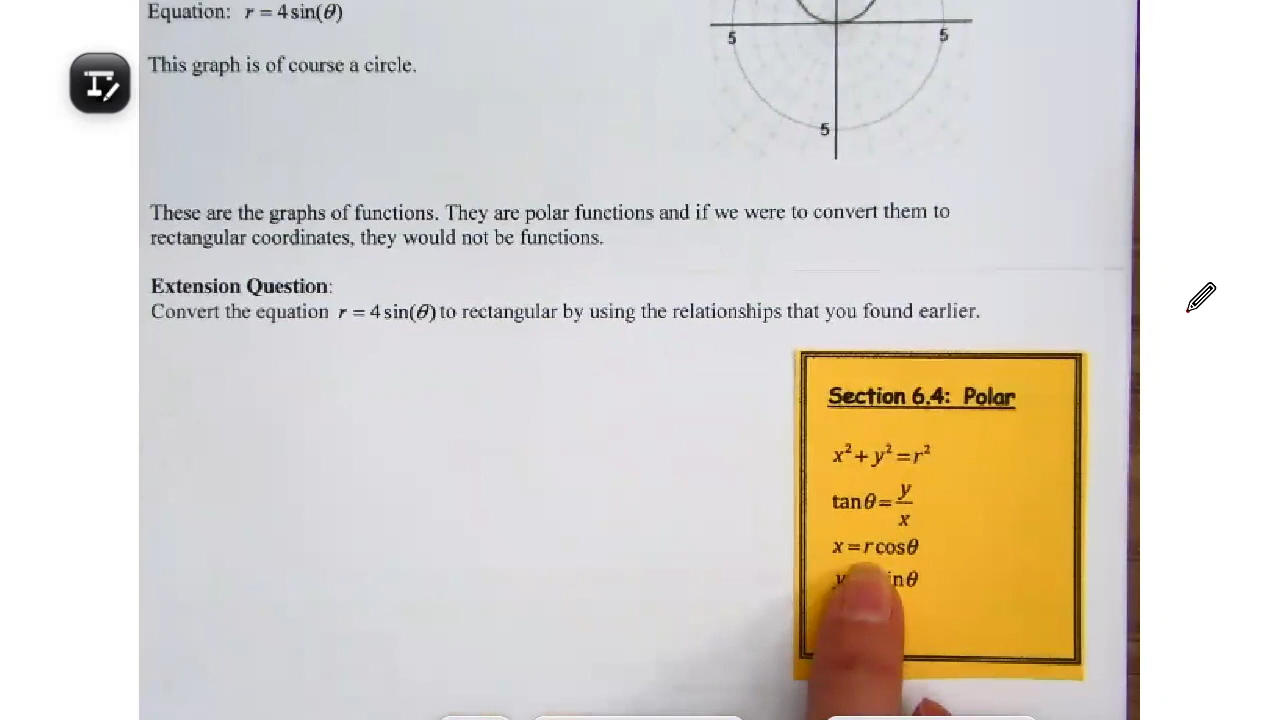 Equation: r = 4 sin(θ)
5 5
This graph is of course a circle.
5
These are the graphs of functions. They are polar functions and if we were to convert them to
rectangular coordinates, they would not be functions.
Extension Question:
Convert the equation r = 4 sin(θ) to rectangular by using the relationships that you found earlier.
Section 6.4: Polar
x² + y² = r²
tanθ = y/x
x = r cosθ